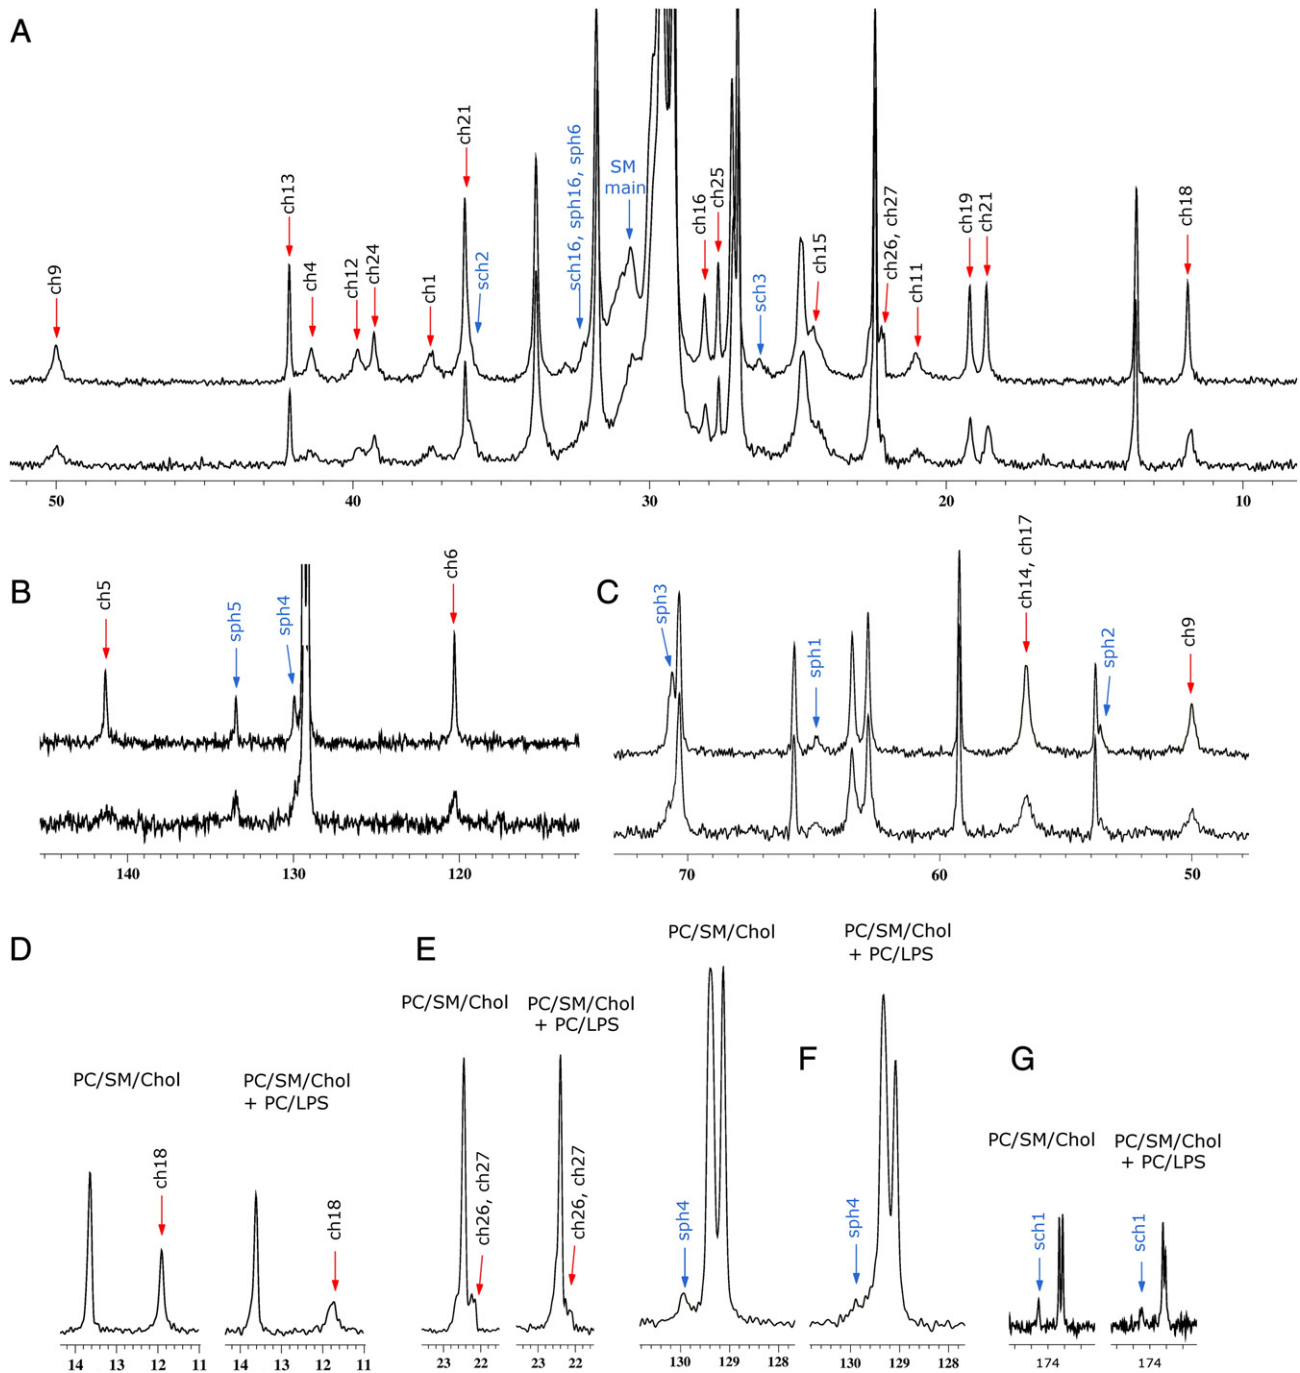 A
ch9
ch13
ch4
ch12
ch24
ch1
ch21
sch2
sch16, sph16, sph6
SM
main
ch16
ch25
sch3
ch15
ch26, ch27
ch11
ch19
ch21
ch18
50
40
30
20
10
B
ch5
sph5
sph4
ch6
140
130
120
C
sph3
sph1
ch14, ch17
sph2
ch9
70
60
50
D
PC/SM/Chol
ch18
14
13
12
11
PC/SM/Chol
+ PC/LPS
ch18
14
13
12
11
E
PC/SM/Chol
ch26, ch27
23
22
PC/SM/Chol
+ PC/LPS
ch26, ch27
23
22
PC/SM/Chol
sph4
130
129
128
F
PC/SM/Chol
+ PC/LPS
sph4
130
129
128
G
PC/SM/Chol
sch1
174
PC/SM/Chol
+ PC/LPS
sch1
174